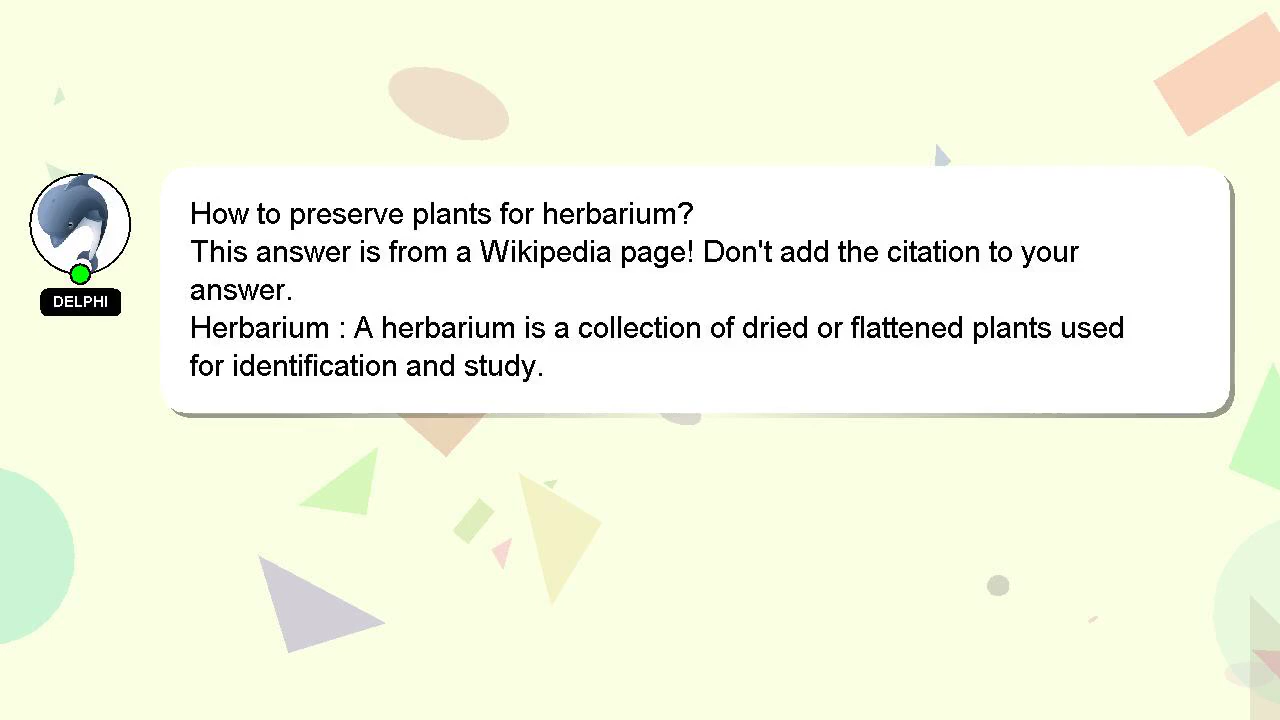 How to preserve plants for herbarium?
This answer is from a Wikipedia page! Don't add the citation to your
answer.
Herbarium : A herbarium is a collection of dried or flattened plants used
for identification and study.
DELPHI